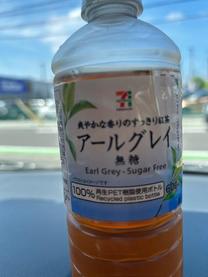 7
爽やかな香りのすっきり紅茶
アールグレイ
無糖
Earl Grey - Sugar Free
100%再生PET樹脂使用ボトル
Recycled plastic bottle